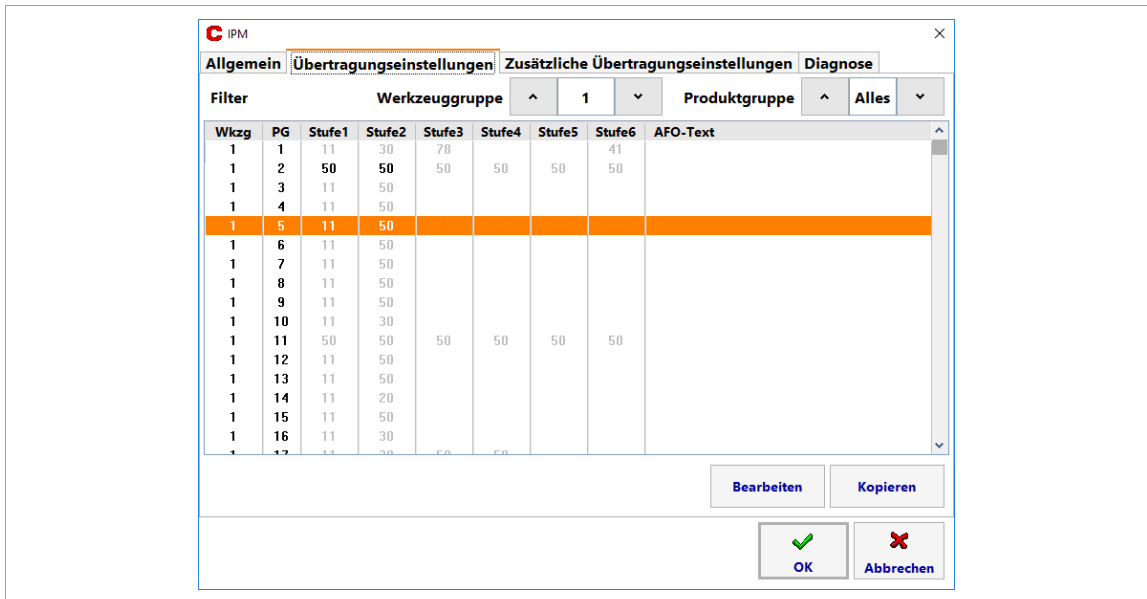 C IPM
Allgemein Übertragungseinstellungen Zusätzliche Übertragungseinstellungen Diagnose
Filter Werkzeuggruppe 1 Produktgruppe Alles
Wkzg PG Stufe1 Stufe2 Stufe3 Stufe4 Stufe5 Stufe6 AFO-Text
1 1 11 30 78 41
1 2 50 50 50 50 50 50
1 3 11 50
1 4 11 50
1 5 11 50
1 6 11 50
1 7 11 50
1 8 11 50
1 9 11 50
1 10 11 30
1 11 50 50 50 50 50 50
1 12 11 50
1 13 11 50
1 14 11 20
1 15 11 50
1 16 11 30
Bearbeiten Kopieren
OK Abbrechen